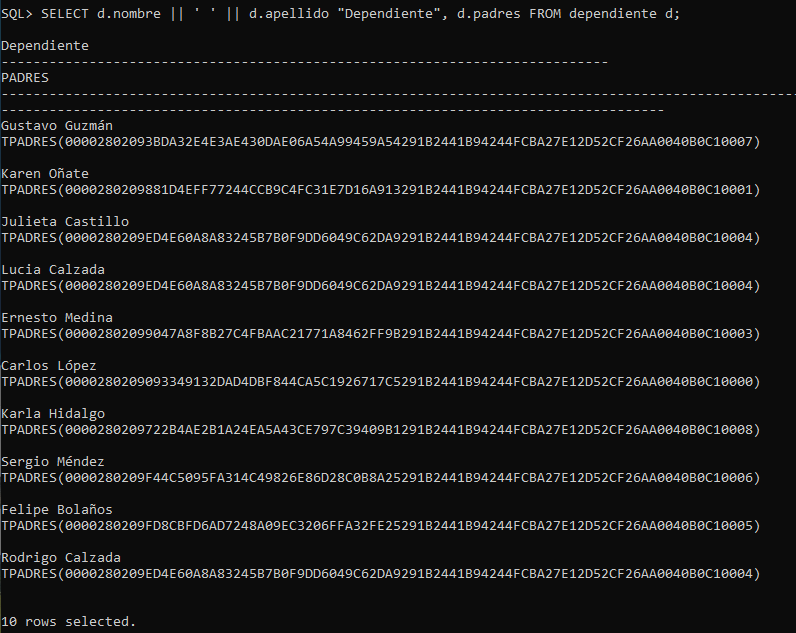 SQL> SELECT d.nombre || ' ' || d.apellido "Dependiente", d.padres FROM dependiente d;
Dependiente
----------------------------------------------------------------------------
PADRES
----------------------------------------------------------------------------------------------------
-----------------------------------------------------------------------------------
Gustavo Guzmán
TPADRES(00002802093BDA32E4E3AE430DAE06A54A99459A54291B2441B94244FCBA27E12D52CF26AA0040B0C10007)
Karen Oñate
TPADRES(0000280209881D4EFF77244CCB9C4FC31E7D16A913291B2441B94244FCBA27E12D52CF26AA0040B0C10001)
Julieta Castillo
TPADRES(0000280209ED4E60A8A83245B7B0F9DD6049C62DA9291B2441B94244FCBA27E12D52CF26AA0040B0C10004)
Lucia Calzada
TPADRES(0000280209ED4E60A8A83245B7B0F9DD6049C62DA9291B2441B94244FCBA27E12D52CF26AA0040B0C10004)
Ernesto Medina
TPADRES(00002802099047A8F8B27C4FBAAC21771A8462FF9B291B2441B94244FCBA27E12D52CF26AA0040B0C10003)
Carlos López
TPADRES(0000280209093349132DAD4DBF844CA5C1926717C5291B2441B94244FCBA27E12D52CF26AA0040B0C10000)
Karla Hidalgo
TPADRES(0000280209722B4AE2B1A24EA5A43CE797C39409B1291B2441B94244FCBA27E12D52CF26AA0040B0C10008)
Sergio Méndez
TPADRES(0000280209F44C5095FA314C49826E86D28C0B8A25291B2441B94244FCBA27E12D52CF26AA0040B0C10006)
Felipe Bolaños
TPADRES(0000280209FD8CBFD6AD7248A09EC3206FFA32FE25291B2441B94244FCBA27E12D52CF26AA0040B0C10005)
Rodrigo Calzada
TPADRES(0000280209ED4E60A8A83245B7B0F9DD6049C62DA9291B2441B94244FCBA27E12D52CF26AA0040B0C10004)
10 rows selected.